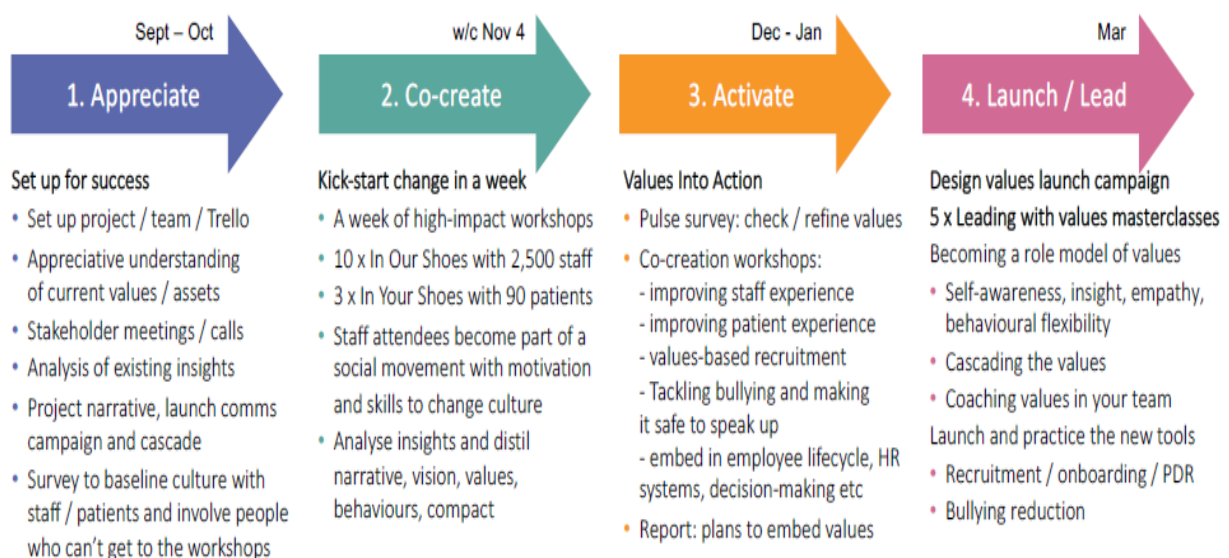 Sept – Oct
1. Appreciate
Set up for success
• Set up project / team / Trello
• Appreciative understanding
of current values / assets
• Stakeholder meetings / calls
• Analysis of existing insights
• Project narrative, launch comms
campaign and cascade
• Survey to baseline culture with
staff / patients and involve people
who can't get to the workshops
w/c Nov 4
2. Co-create
Kick-start change in a week
• A week of high-impact workshops
• 10 x In Our Shoes with 2,500 staff
• 3 x In Your Shoes with 90 patients
• Staff attendees become part of a
social movement with motivation
and skills to change culture
• Analyse insights and distil
narrative, vision, values,
behaviours, compact
Dec - Jan
3. Activate
Values Into Action
• Pulse survey: check / refine values
• Co-creation workshops:
- improving staff experience
- improving patient experience
-values-based recruitment
- Tackling bullying and making
it safe to speak up
- embed in employee lifecycle, HR
systems, decision-making etc
• Report: plans to embed values
Mar
4. Launch / Lead
Design values launch campaign
5 x Leading with values masterclasses
Becoming a role model of values
• Self-awareness, insight, empathy,
behavioural flexibility
• Cascading the values
• Coaching values in your team
Launch and practice the new tools
• Recruitment / onboarding / PDR
• Bullying reduction